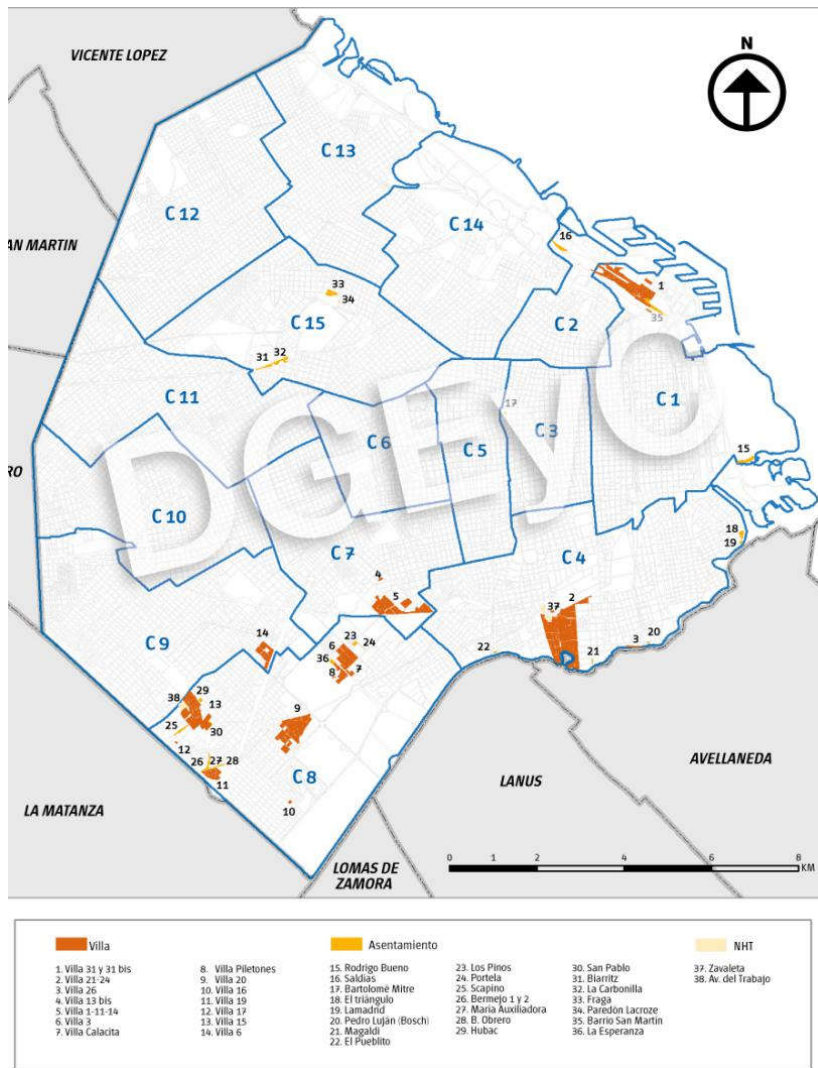 VICENTE LOPEZ
N
C 13
C 12
C 14
AN MARTIN
16
33
34
1
C 15
C 2
35
31 32
C 11
C 1
17
C 6
C 3
C 5
15
RO
DGEyO
C 10
18
19
C 7
C 4
4
5
37 2
14
23
24
6
36
8 7
22
21
3 20
C 9
38 29
13
25
30
12
9
26 27 28
11
C 8
10
AVELLANEDA
LANUS
LA MATANZA
LOMAS DE
ZAMORA
0 1 2 4 6 8
KM
Villa
1. Villa 31 y 31 bis
2. Villa 21-24
3. Villa 26
4. Villa 13 bis
5. Villa 1-11-14
6. Villa 3
7. Villa Calacita
8. Villa Piletones
9. Villa 20
10. Villa 16
11. Villa 19
12. Villa 17
13. Villa 15
14. Villa 6
Asentamiento
15. Rodrigo Bueno
16. Saldías
17. Bartolomé Mitre
18. El triángulo
19. Lamadrid
20. Pedro Luján (Bosch)
21. Magaldi
22. El Pueblito
23. Los Pinos
24. Portela
25. Scapino
26. Bermejo 1 y 2
27. María Auxiliadora
28. B. Obrero
29. Hubac
30. San Pablo
31. Biarritz
32. La Carbonilla
33. Fraga
34. Paredón Lacroze
35. Barrio San Martín
36. La Esperanza
NHT
37. Zavaleta
38. Av. del Trabajo